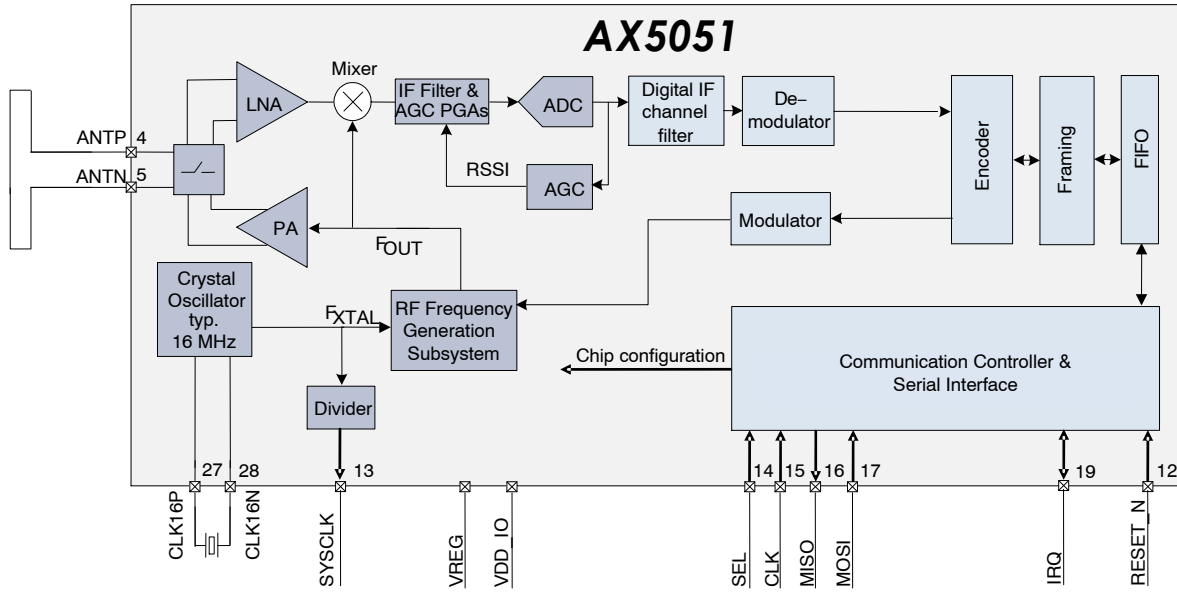 AX5051
Mixer
LNA
IF Filter &
AGC PGAs
ADC
Digital IF
channel
filter
De–
modulator
Encoder
Framing
FIFO
ANTP
4
ANTN
5
RSSI
AGC
PA
Modulator
FOUT
Crystal
Oscillator
typ.
16 MHz
FXTAL
RF Frequency
Generation
Subsystem
Chip configuration
Communication Controller &
Serial Interface
Divider
27
28
13
14
15
16
17
19
12
CLK16P
CLK16N
SYSCLK
VREG
VDD_IO
SEL
CLK
MISO
MOSI
IRQ
RESET_N